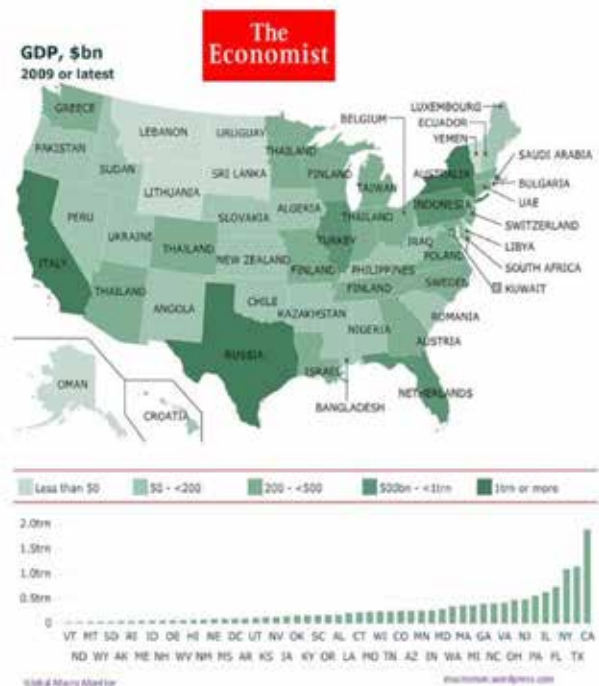 The
Economist
GDP, $bn
2009 or latest
GREECE
LEBANON
URUGUAY
BELGIUM
LUXEMBOURG
ECUADOR
YEMEN
PAKISTAN
SUDAN
THAILAND
SRI LANKA
FINLAND
AUSTRALIA
SAUDI ARABIA
BULGARIA
UAE
LITHUANIA
TAIWAN
INDONESIA
PERU
SLOVAKIA
ALGERIA
THAILAND
SWITZERLAND
UKRAINE
THAILAND
TURKEY
IRAQ
LIBYA
ITALY
NEW ZEALAND
FINLAND
PHILIPPINES
POLAND
SOUTH AFRICA
THAILAND
FINLAND
SWEDEN
KUWAIT
ANGOLA
CHILE
KAZAKHSTAN
NIGERIA
ROMANIA
RUSSIA
AUSTRIA
OMAN
CROATIA
ISRAEL
NETHERLANDS
BANGLADESH
Less than 50 50 - <200 200 - <500 500bn - <1trn 1trn or more
2.0trn
1.5trn
1.0trn
0.5trn
0
VT MT SD RI ID DE HI NE DC UT NV OK SC AL CT WI CO MN MD MA GA VA NJ IL NY CA
ND WY AK ME NH WV NM MS AR KS IA KY OR LA MO TN AZ IN WA MI NC OH PA FL TX
Global Macro Monitor macromon.wordpress.com